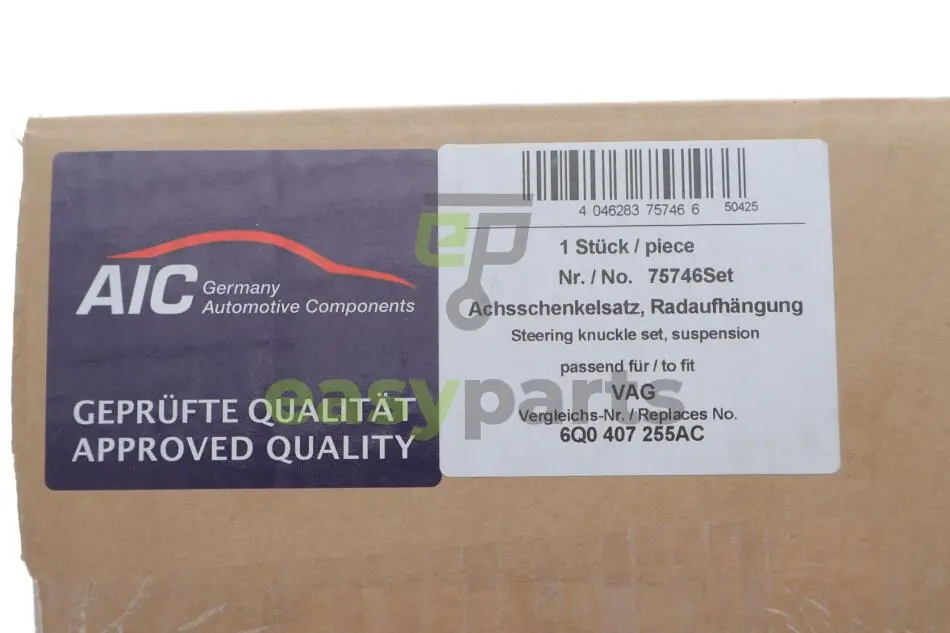 AIC
Germany
Automotive Components
GEPRÜFTE QUALITÄT
APPROVED QUALITY
4 046283 75746 6
50425
1 Stück / piece
Nr. / No. 75746Set
Achsschenkelsatz, Radaufhängung
Steering knuckle set, suspension
passend für / to fit
VAG
Vergleichs-Nr. / Replaces No.
6Q0 407 255AC
ep
easyparts